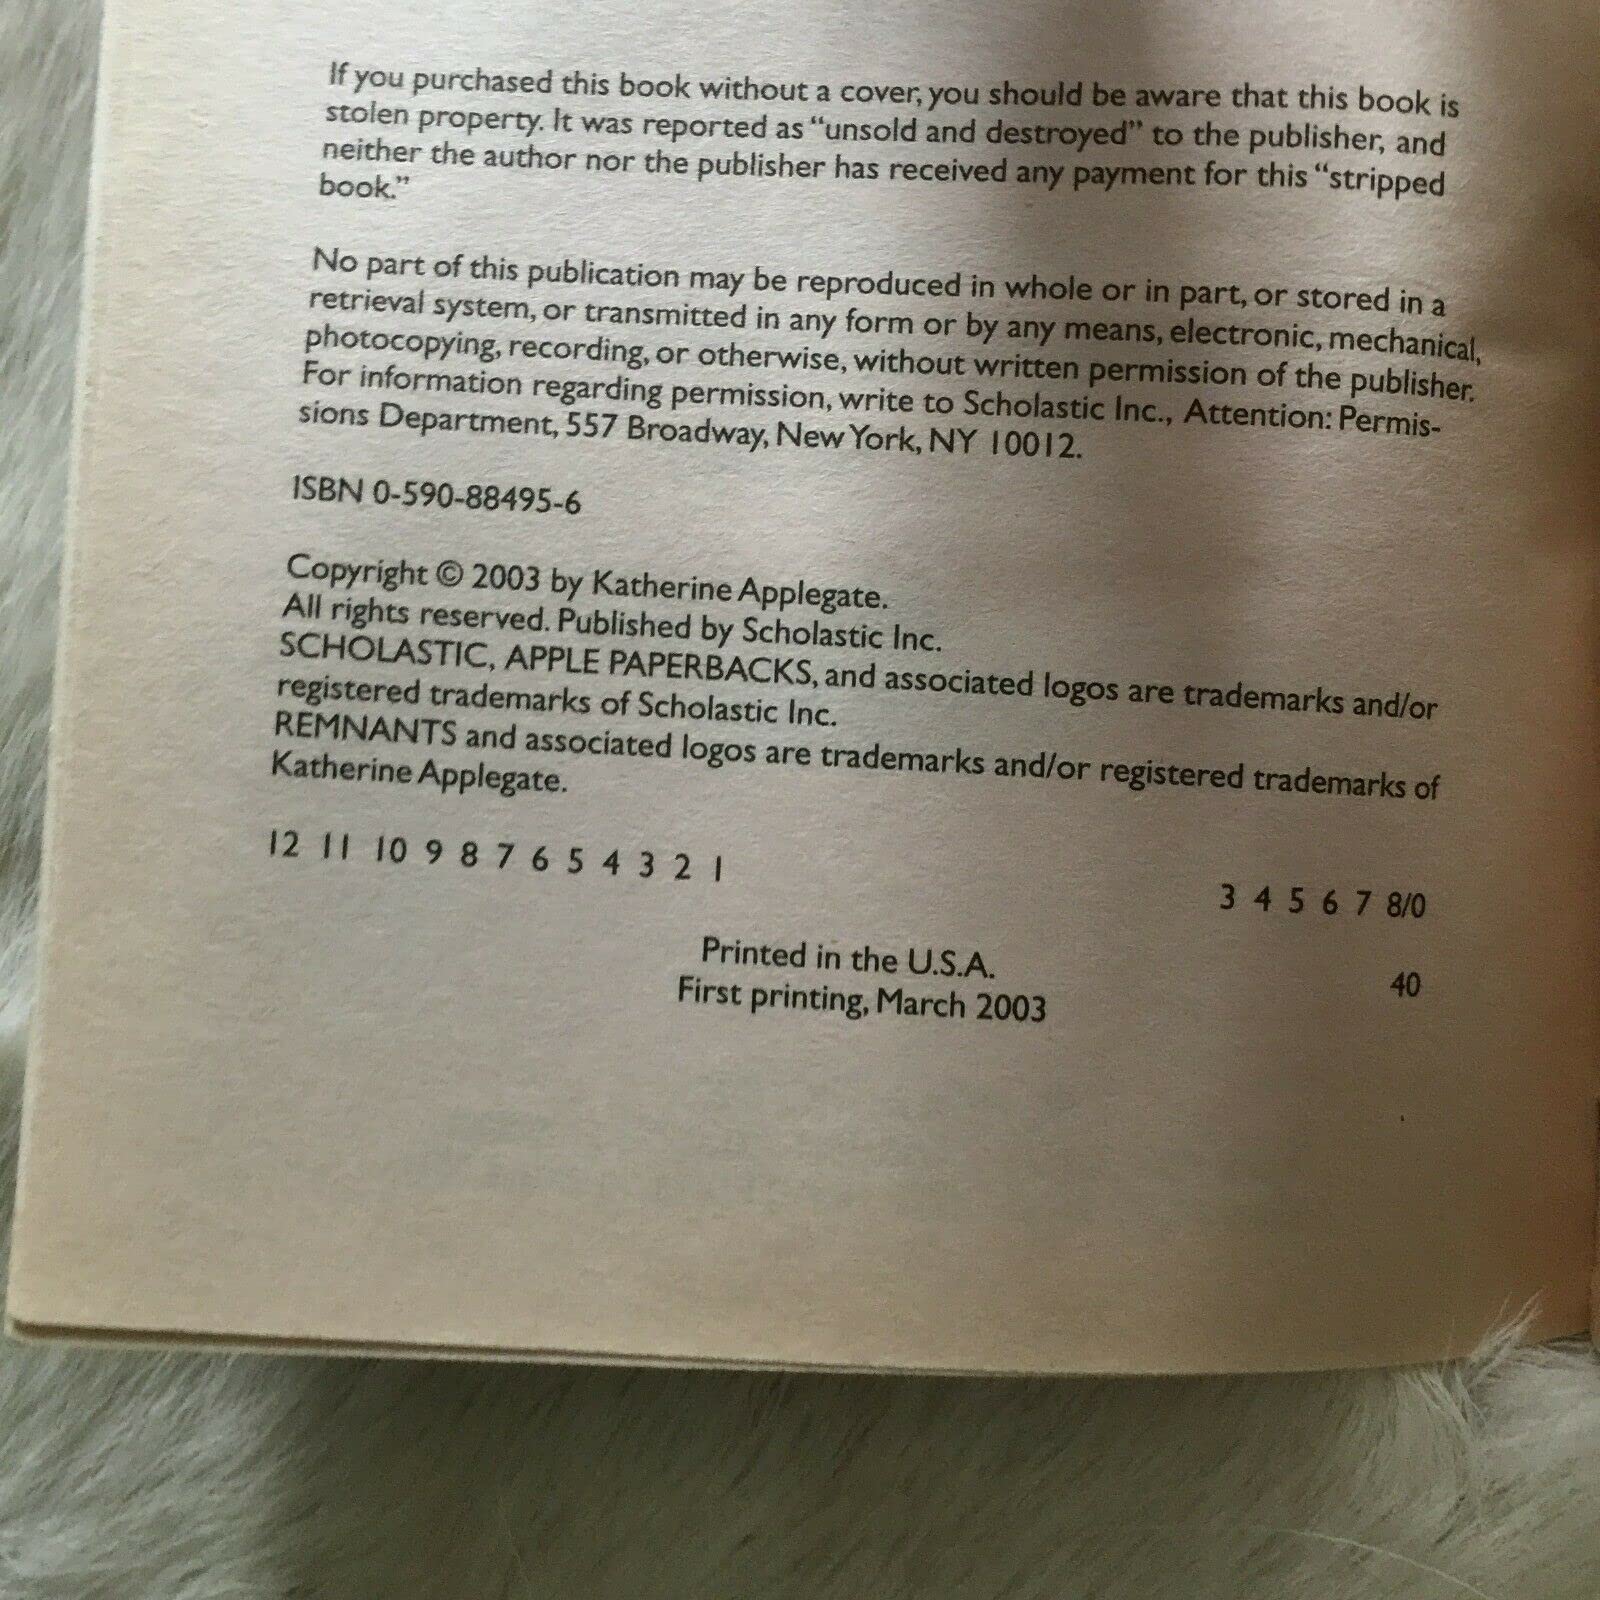 If you purchased this book without a cover, you should be aware that this book is
stolen property. It was reported as “unsold and destroyed” to the publisher, and
neither the author nor the publisher has received any payment for this “stripped
book.”
No part of this publication may be reproduced in whole or in part, or stored in a
retrieval system, or transmitted in any form or by any means, electronic, mechanical,
photocopying, recording, or otherwise, without written permission of the publisher.
For information regarding permission, write to Scholastic Inc., Attention: Permis-
sions Department, 557 Broadway, New York, NY 10012.
ISBN 0-590-88495-6
Copyright © 2003 by Katherine Applegate.
All rights reserved. Published by Scholastic Inc.
SCHOLASTIC, APPLE PAPERBACKS, and associated logos are trademarks and/or
registered trademarks of Scholastic Inc.
REMNANTS and associated logos are trademarks and/or registered trademarks of
Katherine Applegate.
12 11 10 9 8 7 6 5 4 3 2 1
3 4 5 6 7 8/0
Printed in the U.S.A.
40
First printing, March 2003